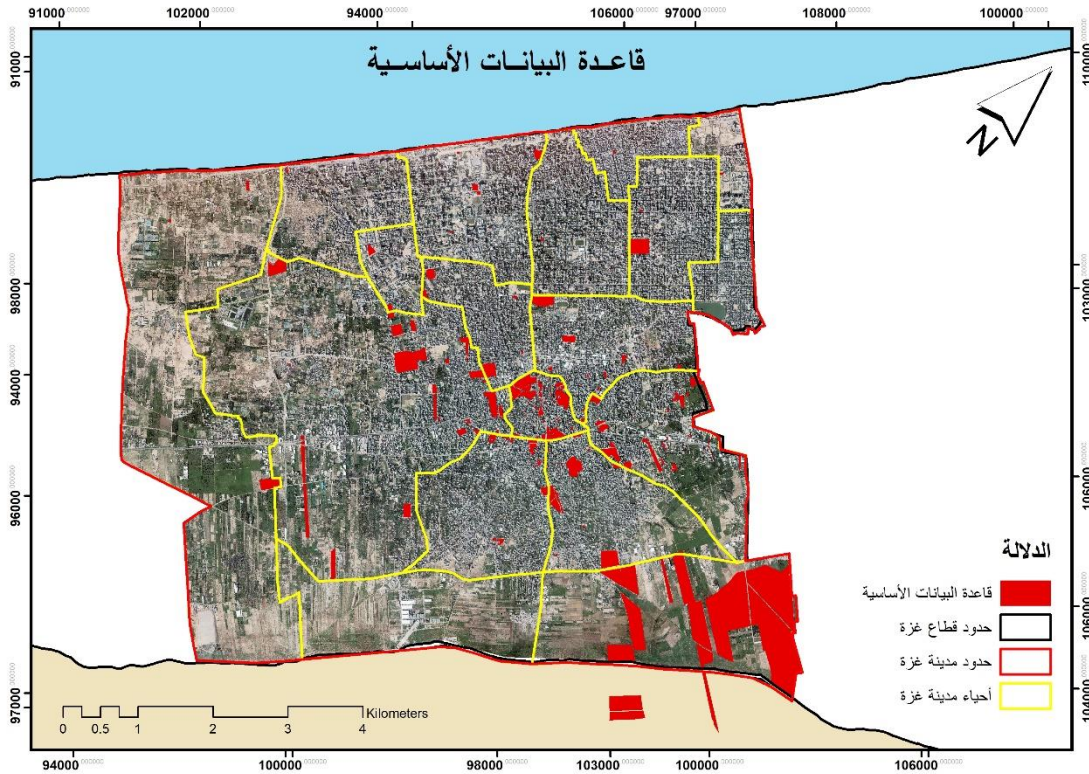 91000 102000 94000 106000 97000 108000 100000
قاعدة البيانات الأساسية
N
91000 98000 94000 96000 97000
110000 103000 106000 106000 104000
الدلالة
قاعدة البيانات الأساسية
حدود قطاع غزة
حدود مدينة غزة
أحياء مدينة غزة
Kilometers
0 0.5 1 2 3 4
94000 100000 98000 103000 100000 106000